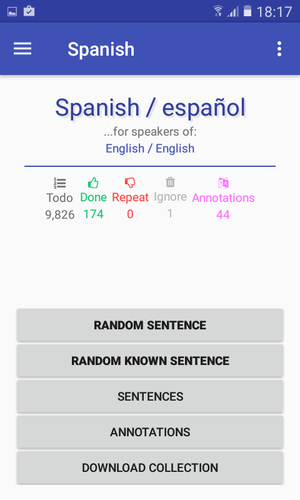 18:17
Spanish
Spanish / español
...for speakers of:
English / English
Todo Done Repeat Ignore Annotations
9,826 174 0 1 44
RANDOM SENTENCE
RANDOM KNOWN SENTENCE
SENTENCES
ANNOTATIONS
DOWNLOAD COLLECTION